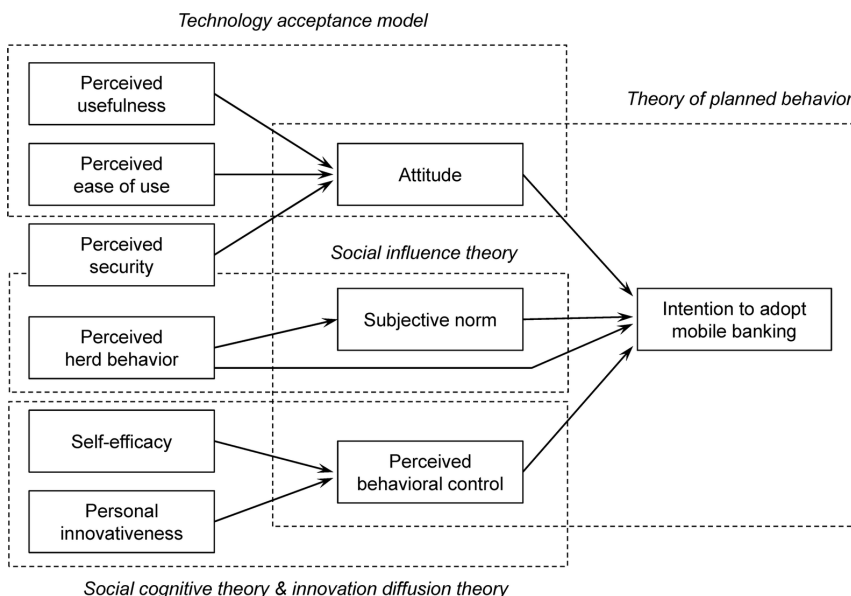 Technology acceptance model
Theory of planned behavior
Perceived
usefulness
Perceived
ease of use
Attitude
Perceived
security
Social influence theory
Perceived
herd behavior
Subjective norm
Intention to adopt
mobile banking
Self-efficacy
Perceived
behavioral control
Personal
innovativeness
Social cognitive theory & innovation diffusion theory